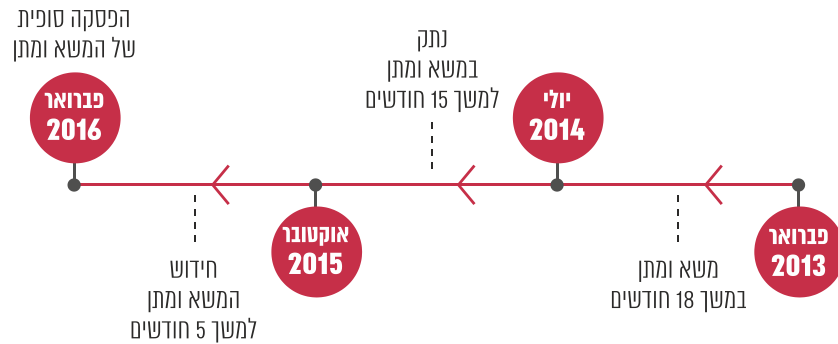 פברואר
2013
משא ומתן
במשך 18 חודשים
יולי
2014
נתק
במשא ומתן
למשך 15 חודשים
אוקטובר
2015
חידוש
המשא ומתן
למשך 5 חודשים
הפסקה סופית
של המשא ומתן
פברואר
2016